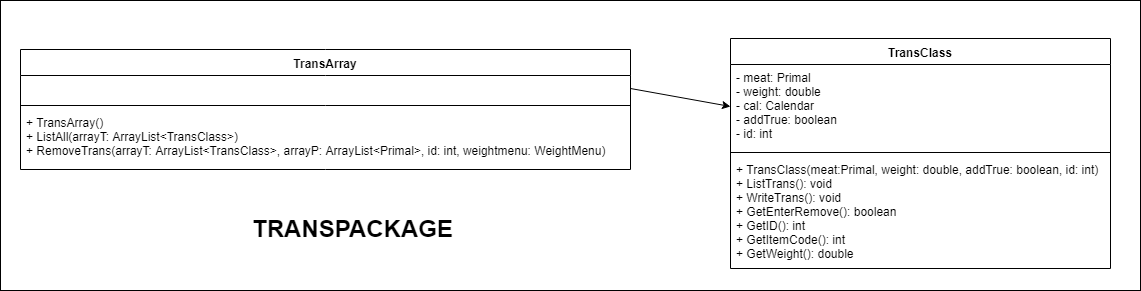 TransArray
+ TransArray()
+ ListAll(arrayT: ArrayList<TransClass>)
+ RemoveTrans(arrayT: ArrayList<TransClass>, arrayP: ArrayList<Primal>, id: int, weightmenu: WeightMenu)
TRANSPACKAGE
TransClass
- meat: Primal
- weight: double
- cal: Calendar
- addTrue: boolean
- id: int
+ TransClass(meat:Primal, weight: double, addTrue: boolean, id: int)
+ ListTrans(): void
+ WriteTrans(): void
+ GetEnterRemove(): boolean
+ GetID(): int
+ GetItemCode(): int
+ GetWeight(): double